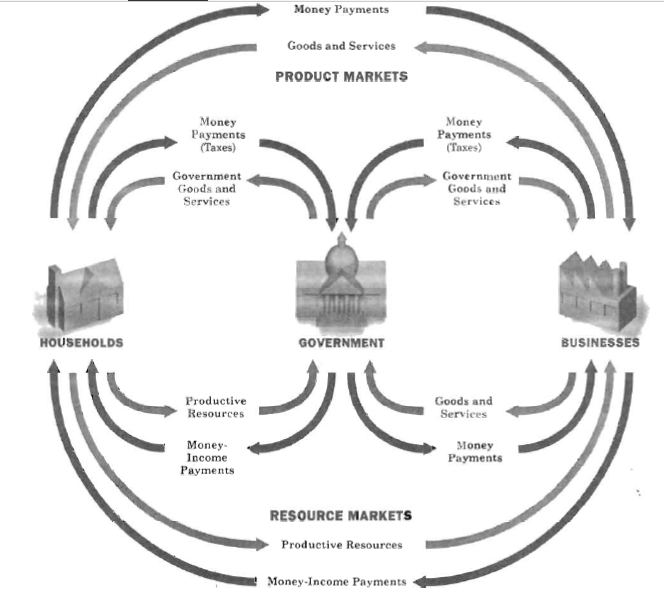 Money Payments
Goods and Services
PRODUCT MARKETS
Money
Payments
(Taxes)
Money
Payments
(Taxes)
Government
Goods and
Services
Government
Goods and
Services
HOUSEHOLDS
GOVERNMENT
BUSINESSES
Productive
Resources
Goods and
Services
Money-
Income
Payments
Money
Payments
RESOURCE MARKETS
Productive Resources
Money-Income Payments